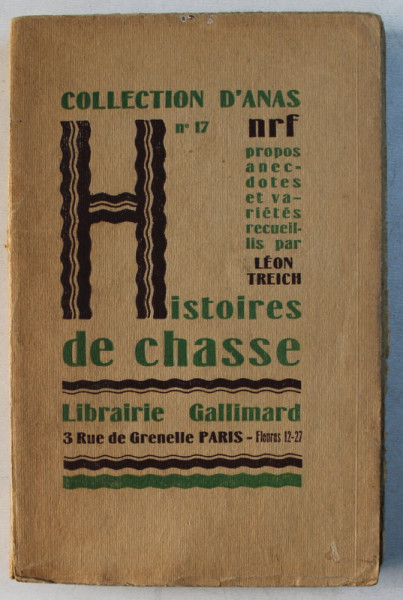 COLLECTION D'ANAS
nº 17 nrf
propos
anec-
dotes
et va-
riétés
recueil-
lis par
LÉON
TREICH
Histoires
de chasse
Librairie Gallimard
3 Rue de Grenelle PARIS - Fleurus 12-27